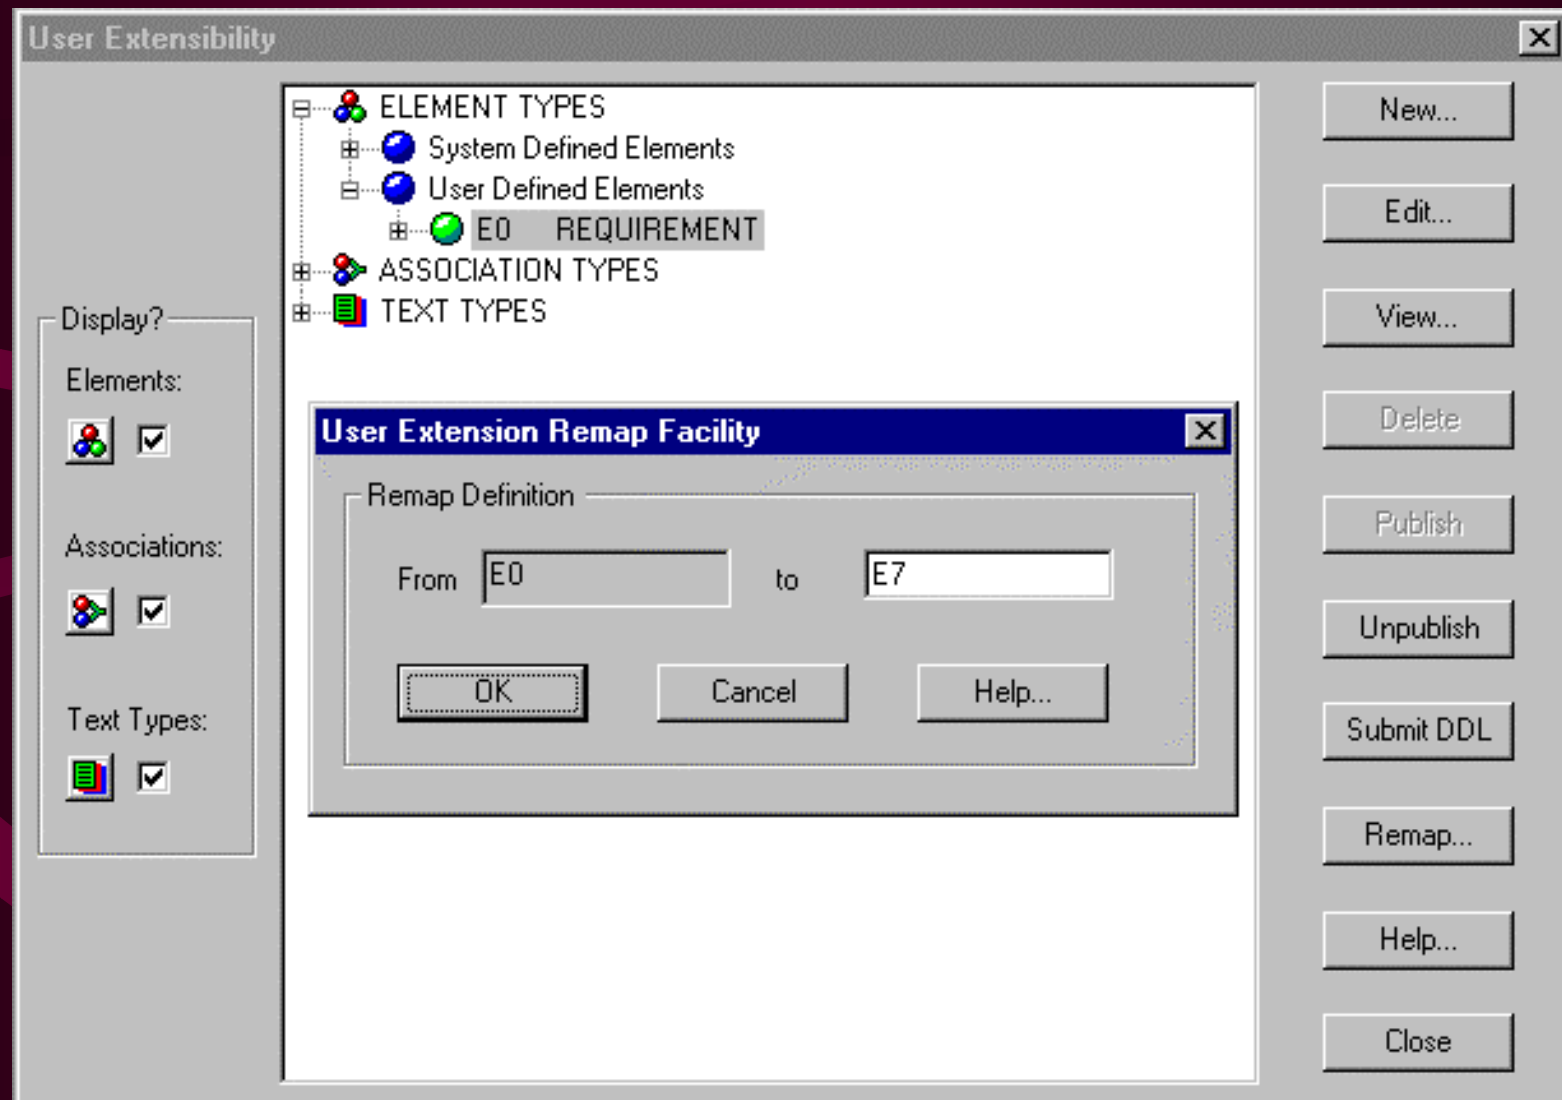 User Extensibility
ELEMENT TYPES
System Defined Elements
User Defined Elements
E0 REQUIREMENT
ASSOCIATION TYPES
TEXT TYPES
Display?
Elements:
Associations:
Text Types:
User Extension Remap Facility
Remap Definition
From E0 to E7
OK Cancel Help...
New...
Edit...
View...
Delete
Publish
Unpublish
Submit DDL
Remap...
Help...
Close